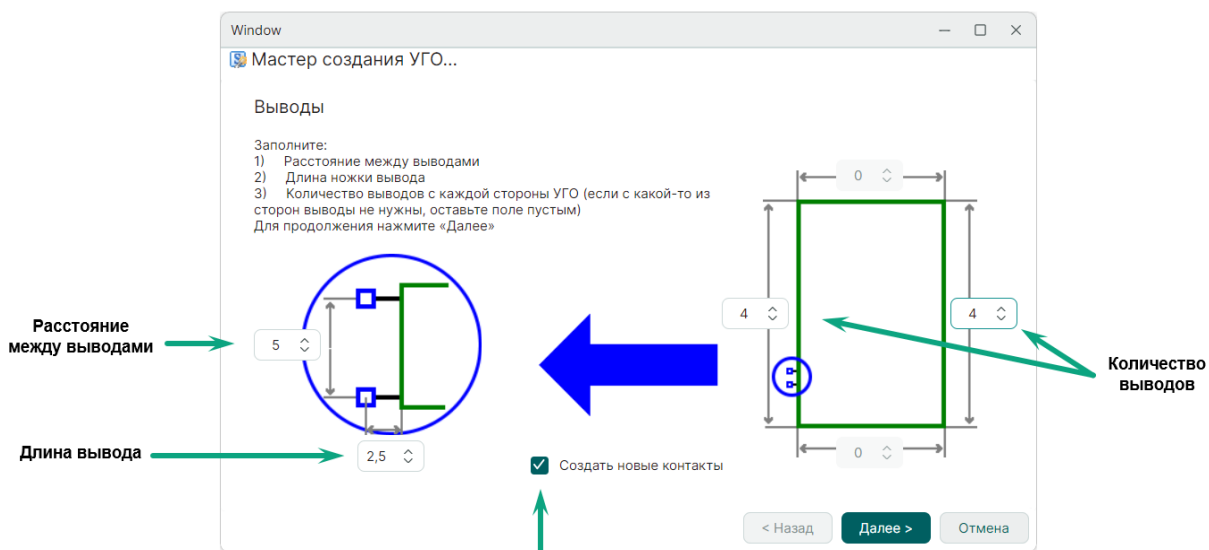 Window
Мастер создания УГО...
Выводы
Заполните:
1) Расстояние между выводами
2) Длина ножки вывода
3) Количество выводов с каждой стороны УГО (если с какой-то из
сторон выводы не нужны, оставьте поле пустым)
Для продолжения нажмите «Далее»
0
4
4
Расстояние
между выводами
5
Количество
выводов
Длина вывода
2,5
Создать новые контакты
0
< Назад
Далее >
Отмена